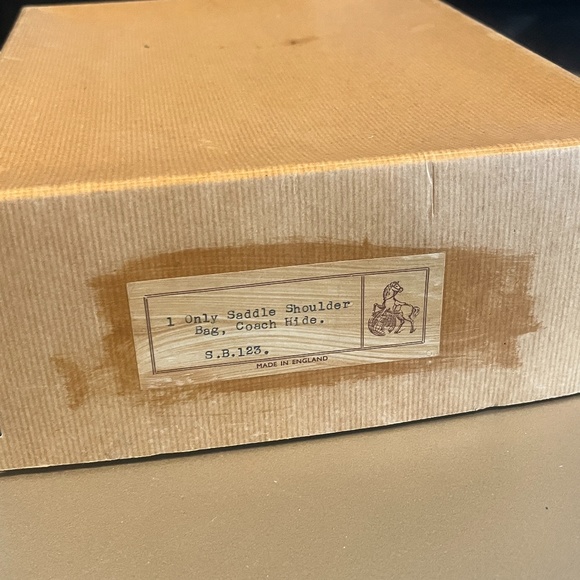 1 Only Saddle Shoulder
Bag, Coach Hide.
S.B.123.
MADE IN ENGLAND